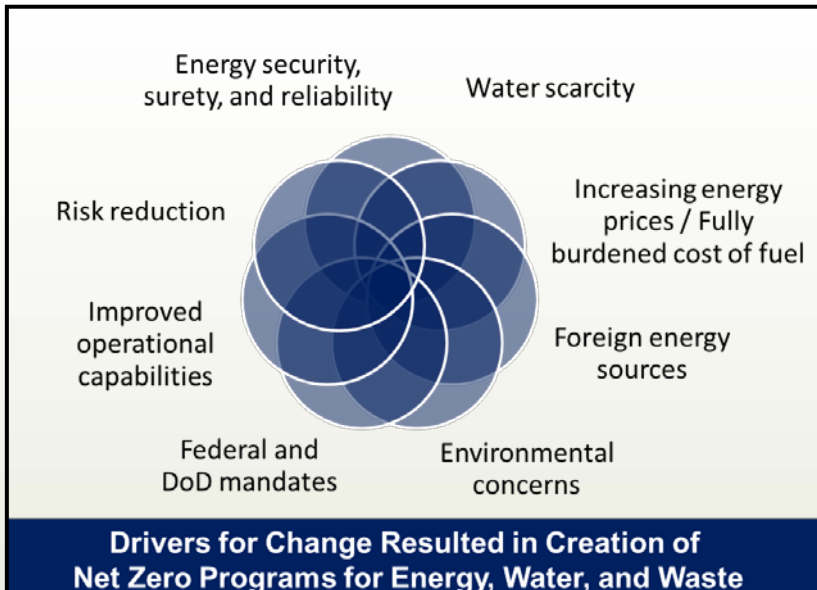 Energy security,
surety, and reliability
Water scarcity
Increasing energy
prices / Fully
burdened cost of fuel
Foreign energy
sources
Environmental
concerns
Federal and
DoD mandates
Improved
operational
capabilities
Risk reduction
Drivers for Change Resulted in Creation of
Net Zero Programs for Energy, Water, and Waste